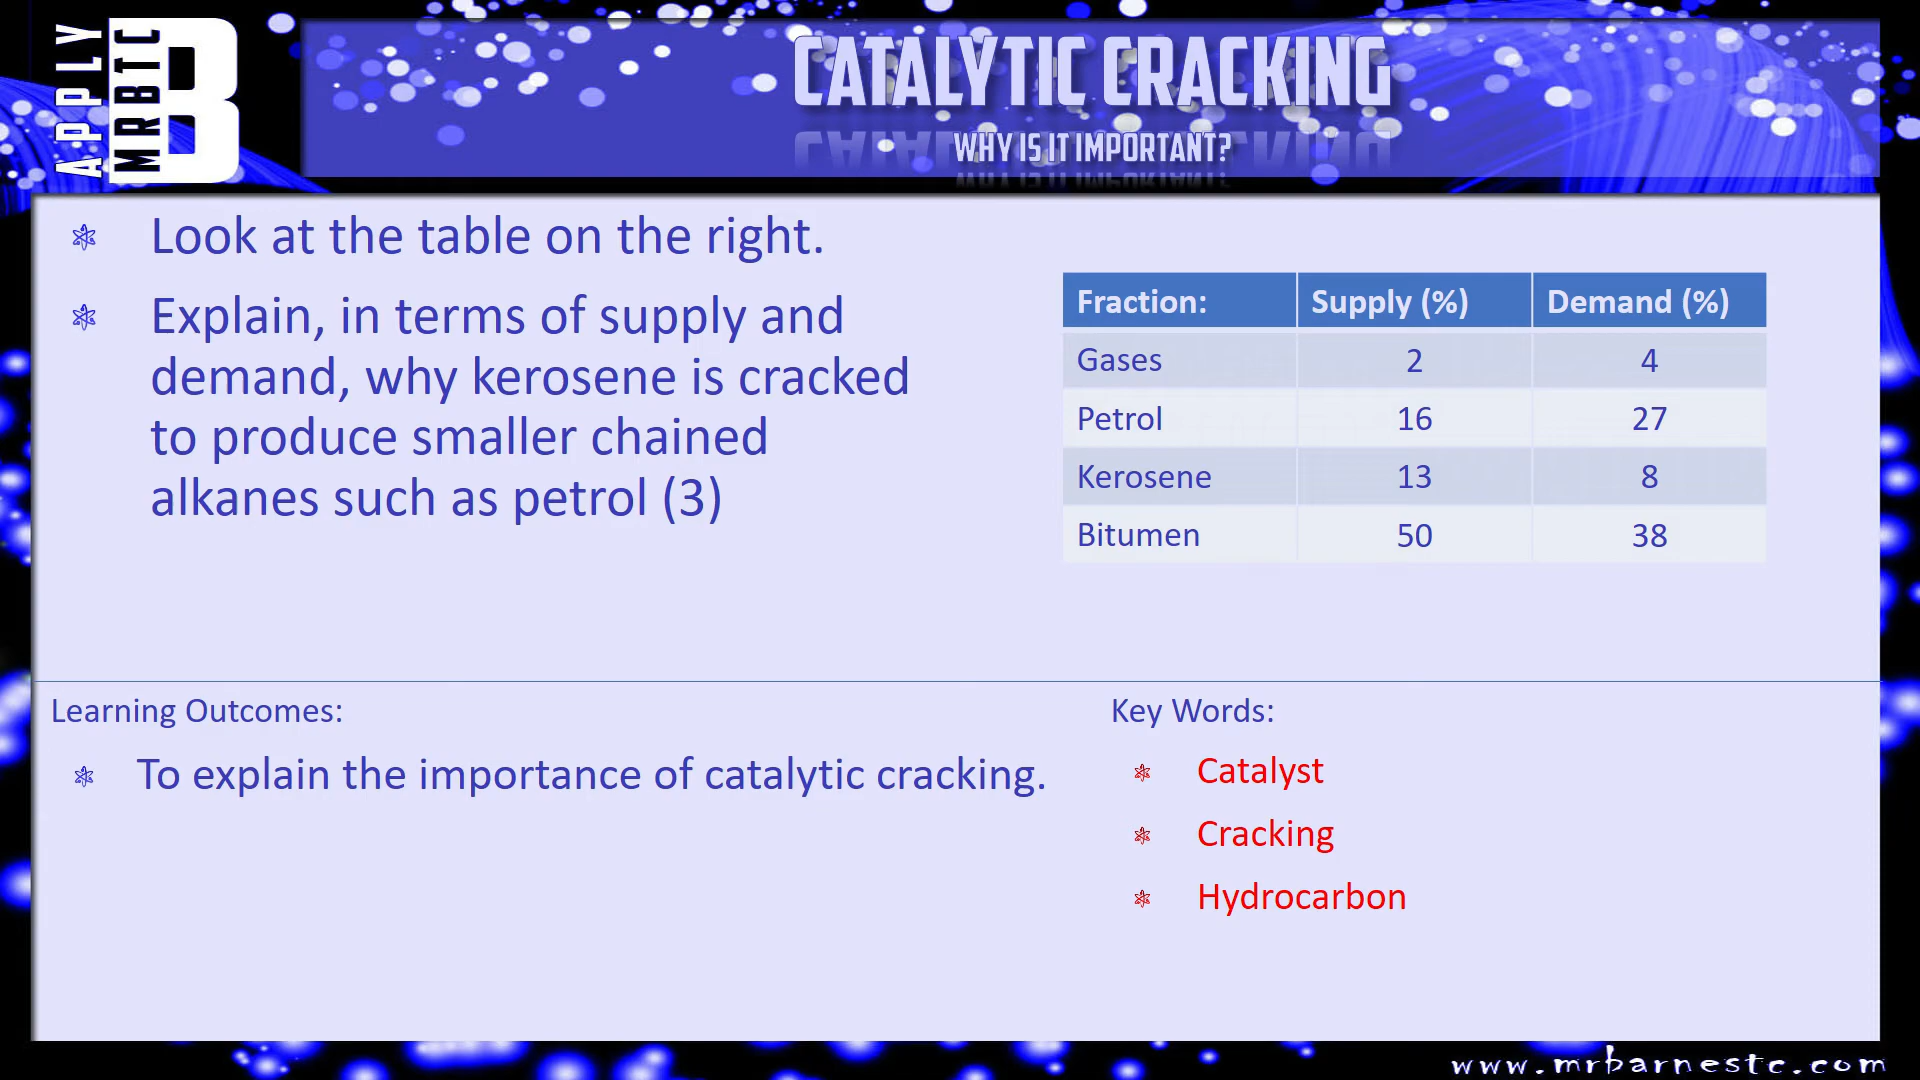 APPLY
MRBTC
B
CATALYTIC CRACKING
WHY IS IT IMPORTANT?
Look at the table on the right.
Explain, in terms of supply and
demand, why kerosene is cracked
to produce smaller chained
alkanes such as petrol (3)
Fraction: Supply (%) Demand (%)
Gases 2 4
Petrol 16 27
Kerosene 13 8
Bitumen 50 38
Learning Outcomes:
To explain the importance of catalytic cracking.
Key Words:
Catalyst
Cracking
Hydrocarbon
www.mrbarnestc.com